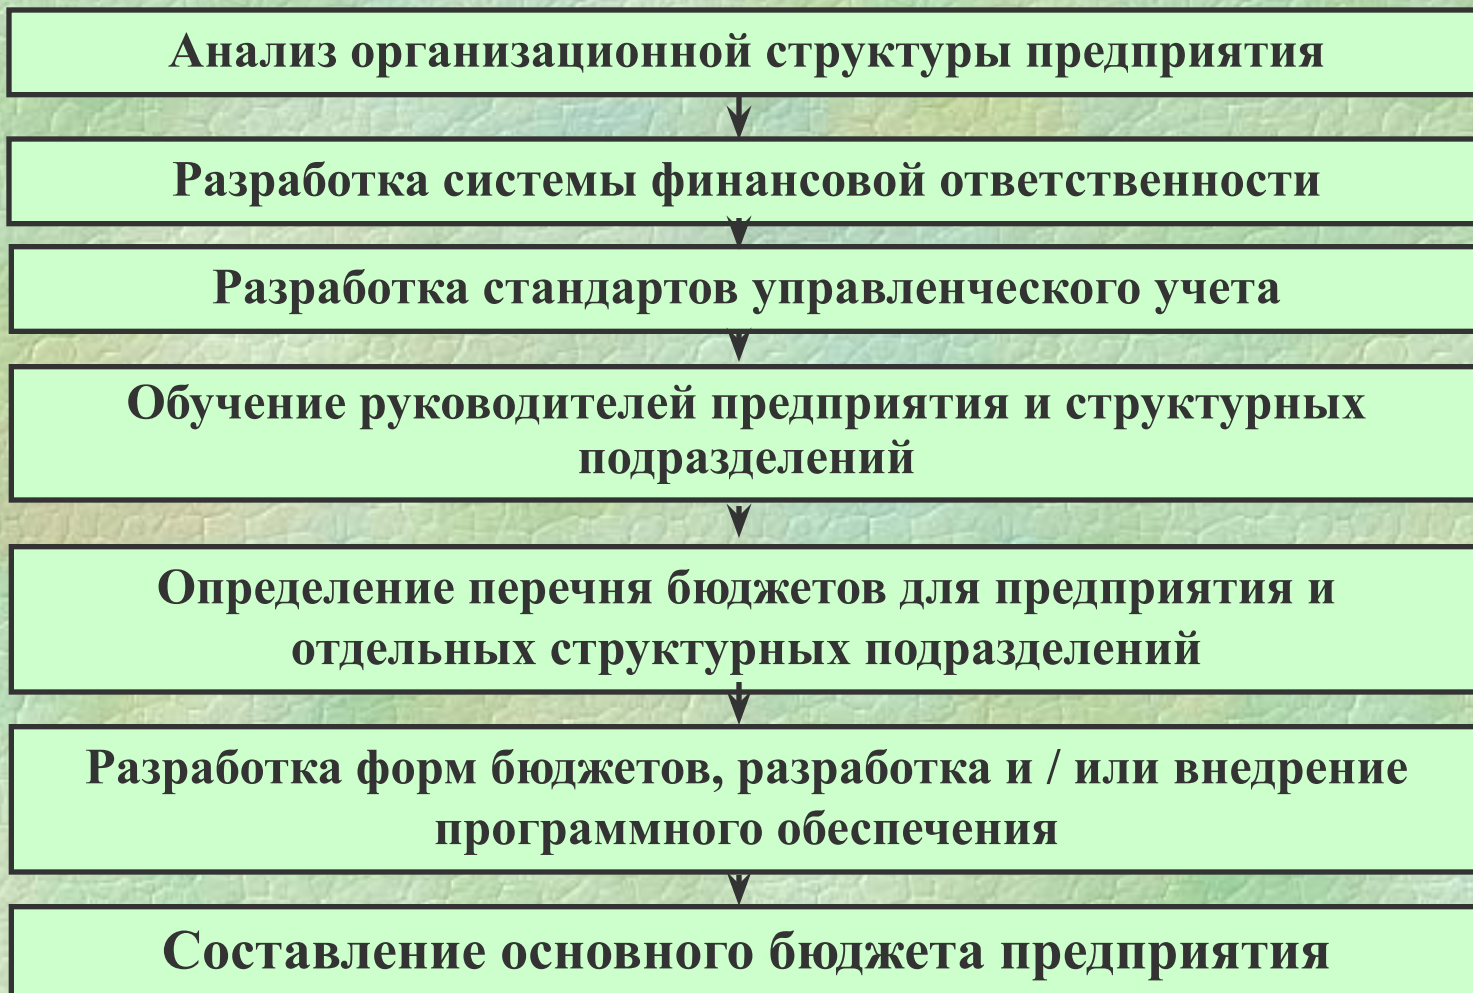 Анализ организационной структуры предприятия
Разработка системы финансовой ответственности
Разработка стандартов управленческого учета
Обучение руководителей предприятия и структурных
подразделений
Определение перечня бюджетов для предприятия и
отдельных структурных подразделений
Разработка форм бюджетов, разработка и / или внедрение
программного обеспечения
Составление основного бюджета предприятия